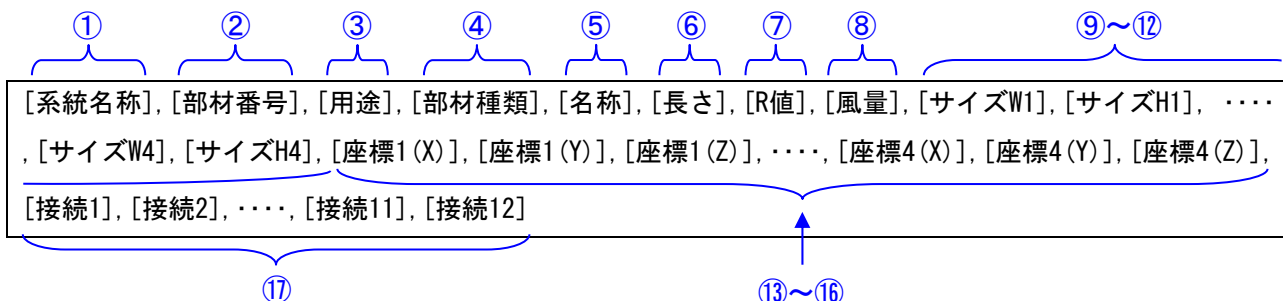 ① ② ③ ④ ⑤ ⑥ ⑦ ⑧ ⑨～⑫
[系統名称],[部材番号],[用途],[部材種類],[名称],[長さ],[R値],[風量],[サイズW1],[サイズH1], ････
,[サイズW4],[サイズH4],[座標1(X)],[座標1(Y)],[座標1(Z)],････,[座標4(X)],[座標4(Y)],[座標4(Z)],
[接続1],[接続2],････,[接続11],[接続12]
⑰ ⑬～⑯